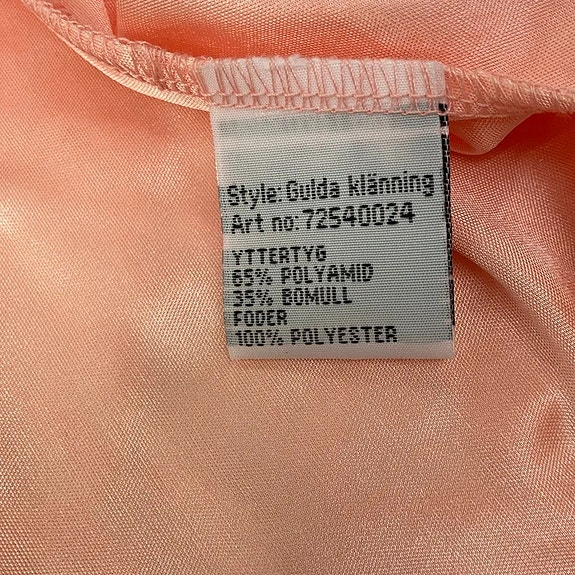 Style: Gulda klänning
Art no: 72540024
YTTERTYG
65% POLYAMID
35% BOMULL
FODER
100% POLYESTER